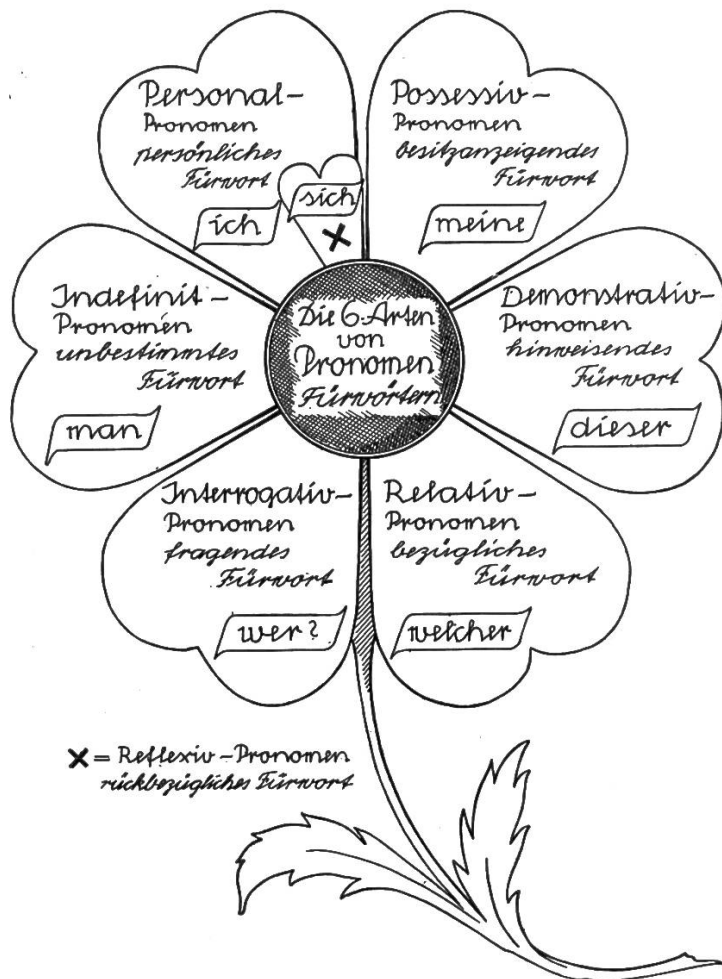 Die 6 Arten
von
Pronomen
Fürwörtern
Personal-
Pronomen
persönliches
Fürwort
ich
sich
×
Possessiv-
Pronomen
besitzanzeigendes
Fürwort
meine
Demonstrativ-
Pronomen
hinweisendes
Fürwort
dieser
Relativ-
Pronomen
bezügliches
Fürwort
welcher
Interrogativ-
Pronomen
fragendes
Fürwort
wer?
Indefinit-
Pronomen
unbestimmtes
Fürwort
man
× = Reflexiv-Pronomen
rückbezügliches Fürwort